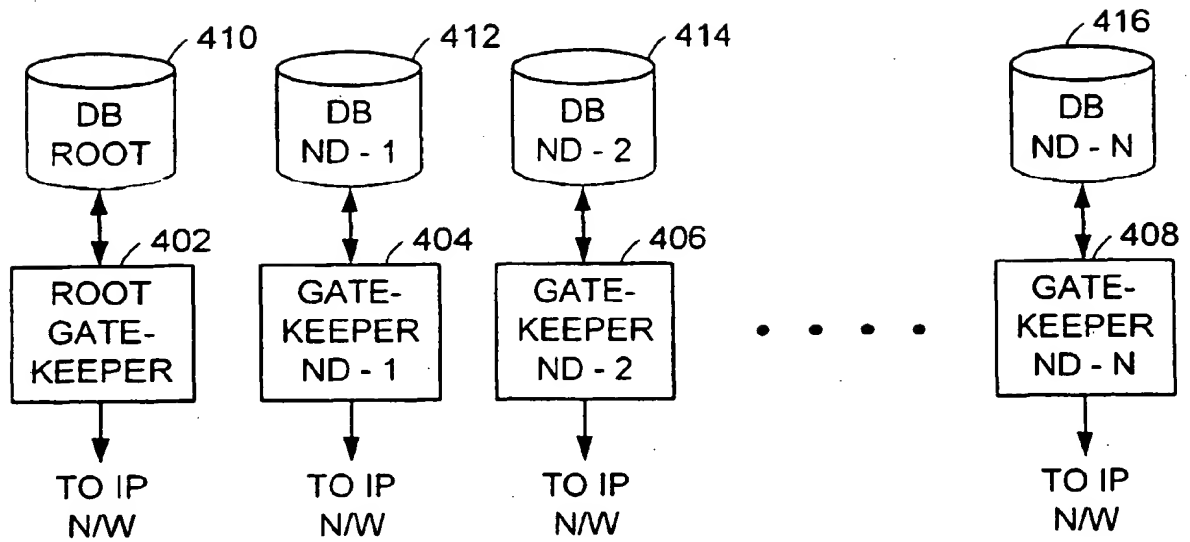 410
DB
ROOT
412
DB
ND - 1
414
DB
ND - 2
416
DB
ND - N
402
ROOT
GATE-
KEEPER
404
GATE-
KEEPER
ND - 1
406
GATE-
KEEPER
ND - 2
408
GATE-
KEEPER
ND - N
TO IP
N/W
TO IP
N/W
TO IP
N/W
TO IP
N/W